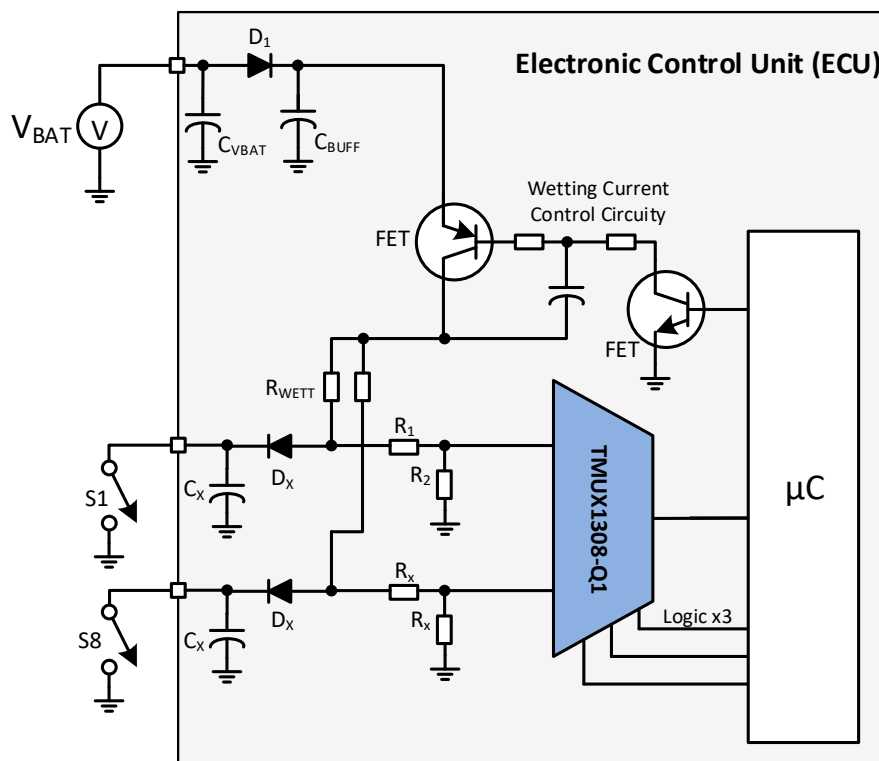 D1
Electronic Control Unit (ECU)
VBAT
V
CVBAT
CBUFF
Wetting Current
Control Circuity
FET
FET
RWETT
R1
R2
DX
CX
S1
TMUX1308-Q1
µC
Rx
Rx
DX
CX
S8
Logic x3